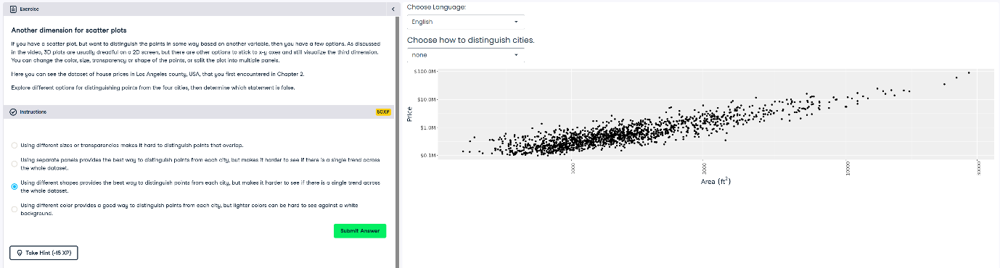 Exercise
Another dimension for scatter plots
If you have a scatter plot, but want to distinguish the points in some way based on another variable, then you have a few options. As discussed
in the video, 3D plots are usually dreadful on a 2D screen, but there are other options to stick to x-y axes and still visualize the third dimension.
You can change the color, size, transparency or shape of the points, or split the plot into multiple panels.
Here you can see the dataset of house prices in Los Angeles county, USA, that you first encountered in Chapter 2.
Explore different options for distinguishing points from the four cities, then determine which statement is false.
Instructions
50XP
Using different sizes or transparencies makes it hard to distinguish points that overlap.
Using separate panels provides the best way to distinguish points from each city, but makes it harder to see if there is a single trend across
the whole dataset.
Using different shapes provides the best way to distinguish points from each city, but makes it harder to see if there is a single trend across
the whole dataset.
Using different color provides a good way to distinguish points from each city, but lighter colors can be hard to see against a white
background.
Submit Answer
Take Hint (-15 XP)
Choose Language:
English
Choose how to distinguish cities.
none
$100.0M
$10.0M
$1.0M
$0.1M
Price
1000
3000
10000
30000
Area (ft²)